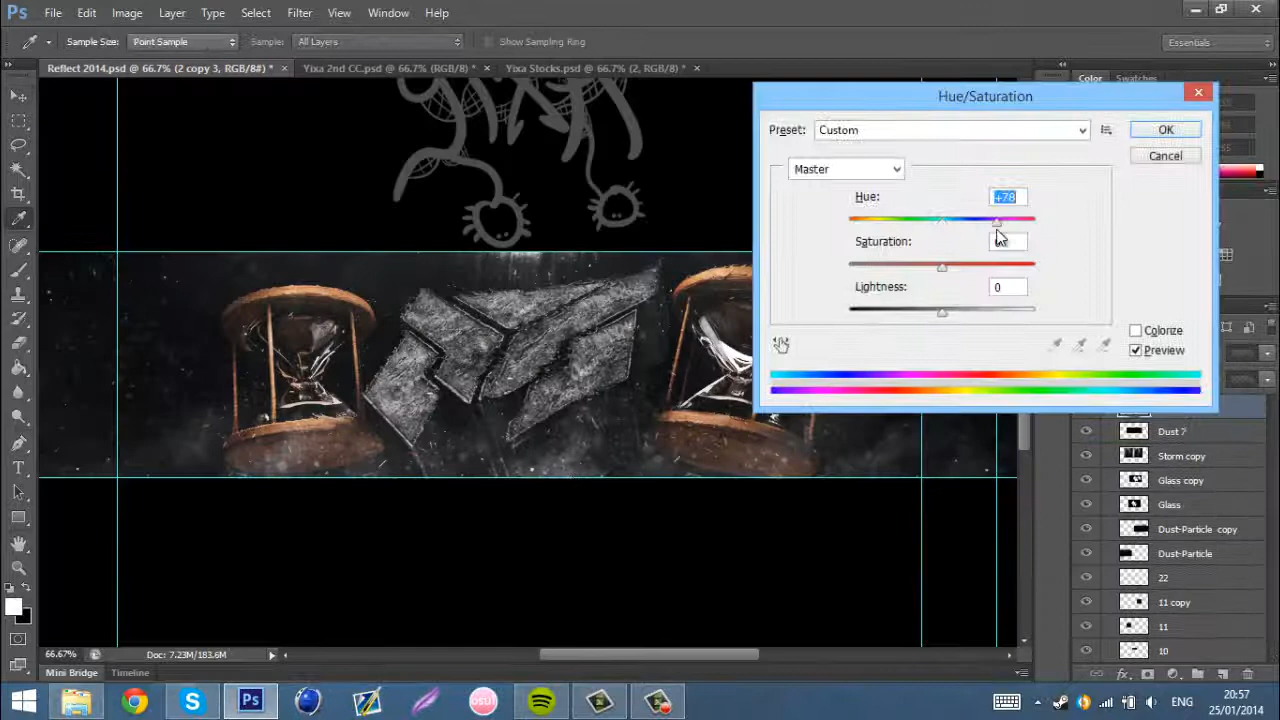 Ps File Edit Image Layer Type Select Filter View Window Help
Sample Size: Point Sample Sample: All Layers Show Sampling Ring Essentials
Reflect 2014.psd @ 66.7% (2 copy 3, RGB/8#) * × Yixa 2nd CC.psd @ 66.7% (RGB/8) * × Yixa Stocks.psd @ 66.7% (2, RGB/8) * ×
Color Swatches
Hue/Saturation
Preset: Custom OK
Cancel
Master
Hue: +78
Saturation:
Lightness: 0
Colorize
Preview
Dust 7
Storm copy
Glass copy
Glass
Dust-Particle copy
Dust-Particle
22
11 copy
11
10
66.67% Doc: 7.23M/183.6M
Mini Bridge Timeline
Ps osu! ENG 20:57
25/01/2014